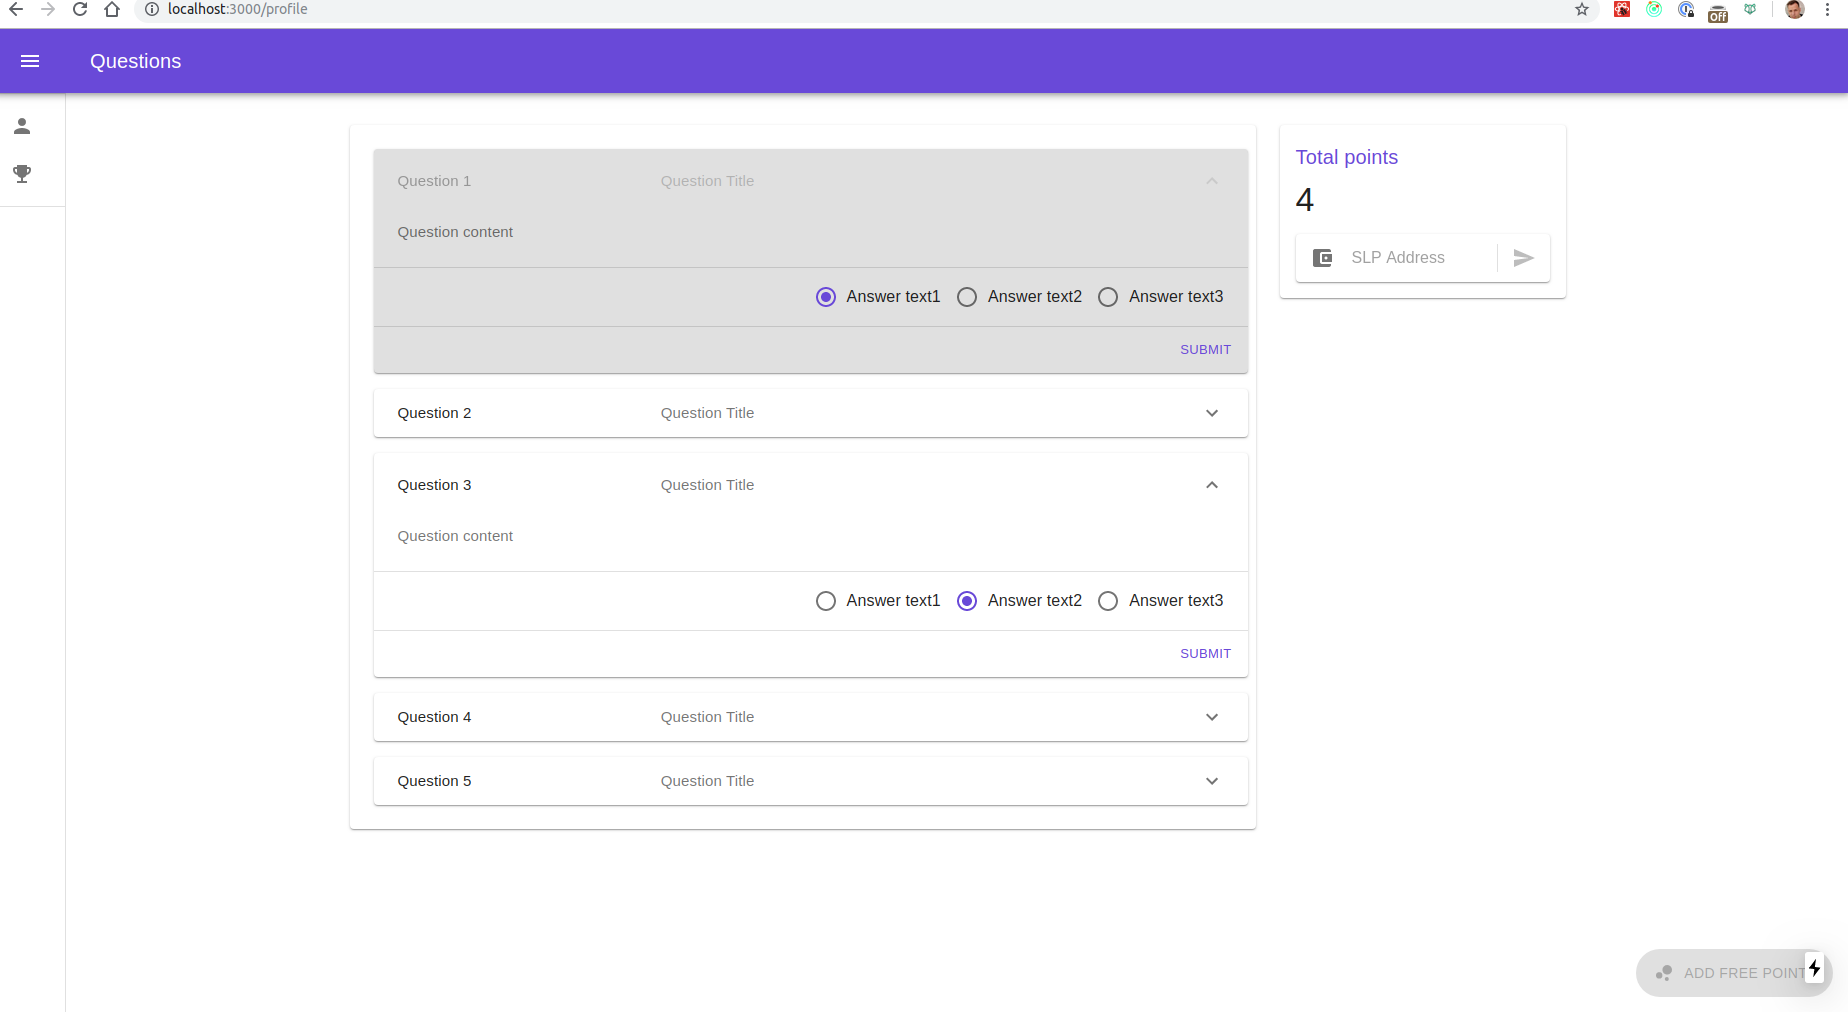 localhost:3000/profile
Off
Questions
Question 1 Question Title
Question content
Answer text1 Answer text2 Answer text3
SUBMIT
Question 2 Question Title
Question 3 Question Title
Question content
Answer text1 Answer text2 Answer text3
SUBMIT
Question 4 Question Title
Question 5 Question Title
Total points
4
SLP Address
ADD FREE POINT